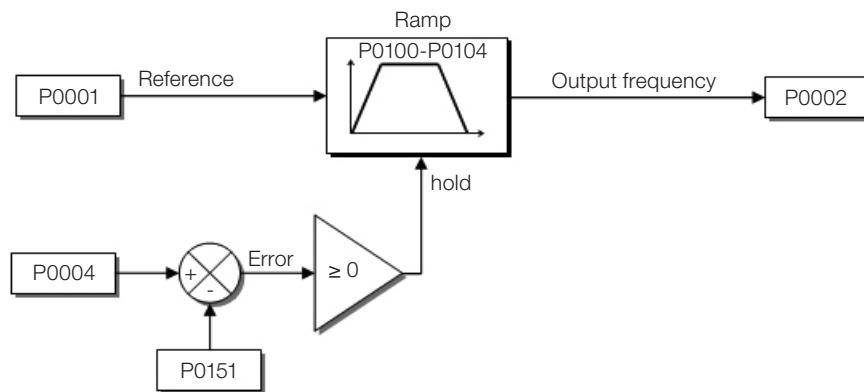 Ramp
P0100-P0104
P0001
Reference
Output frequency
P0002
hold
P0004
+
-
Error
≥ 0
P0151